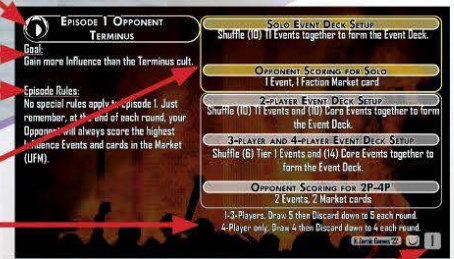 EPISODE 1 OPPONENT
TERMINUS
Goal:
Gain more Influence than the Terminus cult.
Episode Rules:
No special rules apply to Episode 1. Just
remember, at the end of each round, your
Opponent will always score the highest
Influence Events and cards in the Market
(UFM).
SOLO EVENT DECK SETUP
Shuffle (10) T1 Events together to form the Event Deck.
OPPONENT SCORING FOR SOLO
1 Event, 1 Faction Market card
2-PLAYER EVENT DECK SETUP
Shuffle (10) T1 Events and (10) Core Events together to form
the Event Deck.
3-PLAYER AND 4-PLAYER EVENT DECK SETUP
Shuffle (6) Tier 1 Events and (14) Core Events together to
form the Event Deck.
OPPONENT SCORING FOR 2P-4P
2 Events, 2 Market cards
1-3-Players, Draw 5 then Discard down to 5 each round.
4-Player only, Draw 4 then Discard down to 4 each round.
Games '22